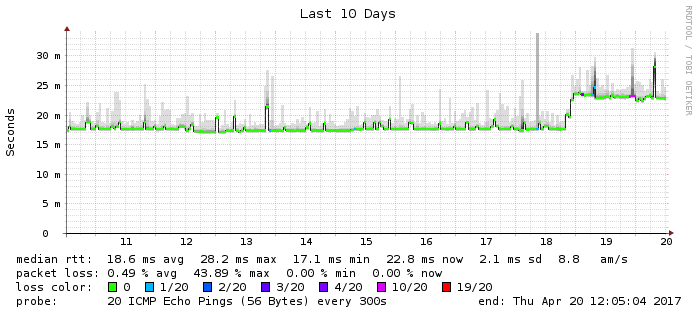 Last 10 Days
RRDTOOL / TOBI OETIKER
Seconds
30 m
25 m
20 m
15 m
10 m
5 m
0
11 12 13 14 15 16 17 18 19 20
median rtt: 18.6 ms avg 28.2 ms max 17.1 ms min 22.8 ms now 2.1 ms sd 8.8 am/s
packet loss: 0.49 % avg 43.89 % max 0.00 % min 0.00 % now
loss color: 0 1/20 2/20 3/20 4/20 10/20 19/20
probe: 20 ICMP Echo Pings (56 Bytes) every 300s end: Thu Apr 20 12:05:04 2017